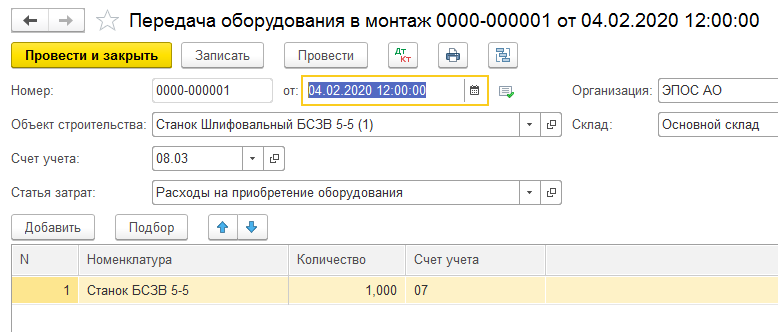 Передача оборудования в монтаж 0000-000001 от 04.02.2020 12:00:00
Провести и закрыть Записать Провести Дт Кт
Номер: 0000-000001 от: 04.02.2020 12:00:00 Организация: ЭПОС АО
Объект строительства: Станок Шлифовальный БСЗВ 5-5 (1) Склад: Основной склад
Счет учета: 08.03
Статья затрат: Расходы на приобретение оборудования
Добавить Подбор
N Номенклатура Количество Счет учета
1 Станок БСЗВ 5-5 1,000 07